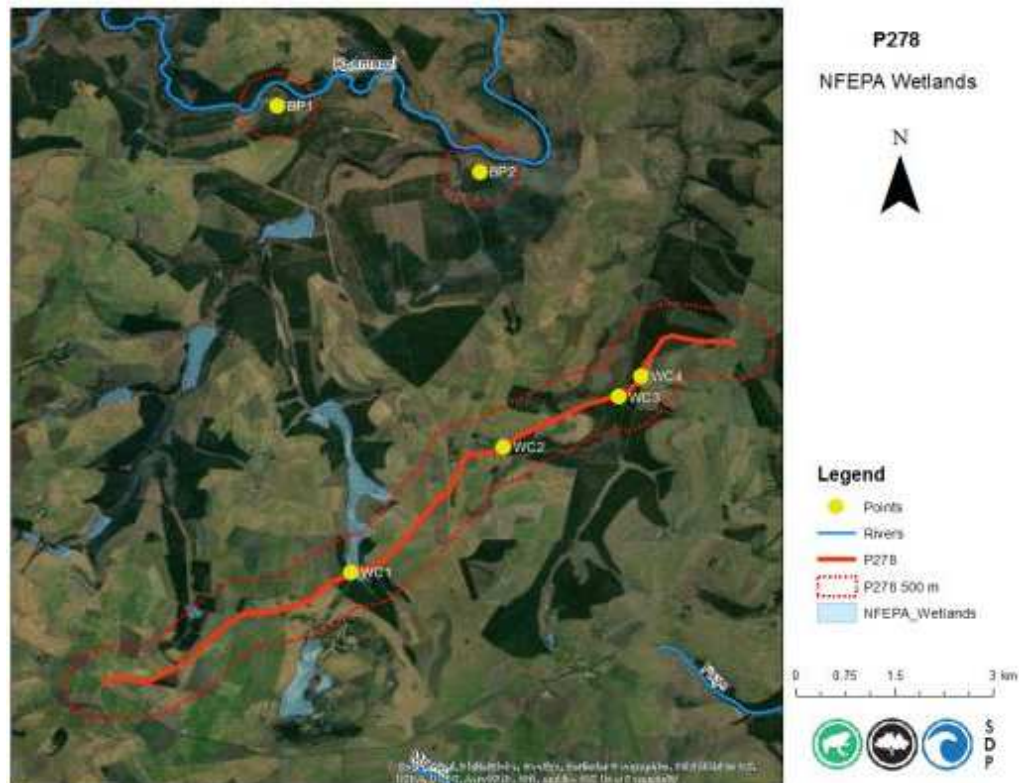 P278
NFEPA Wetlands
N
BP1
BP2
WC4
WC3
WC2
WC1
Legend
Points
Rivers
P278
P278 500 m
NFEPA_Wetlands
0 0.75 1.5 3 km
S
D
P